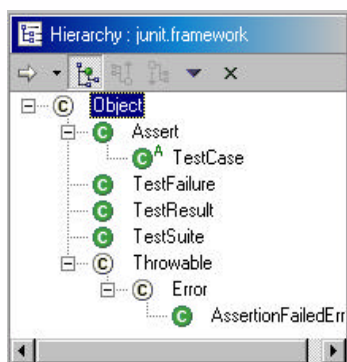 Hierarchy : junit.framework
C Object
C Assert
C A TestCase
C TestFailure
C TestResult
C TestSuite
C Throwable
C Error
C AssertionFailedErr